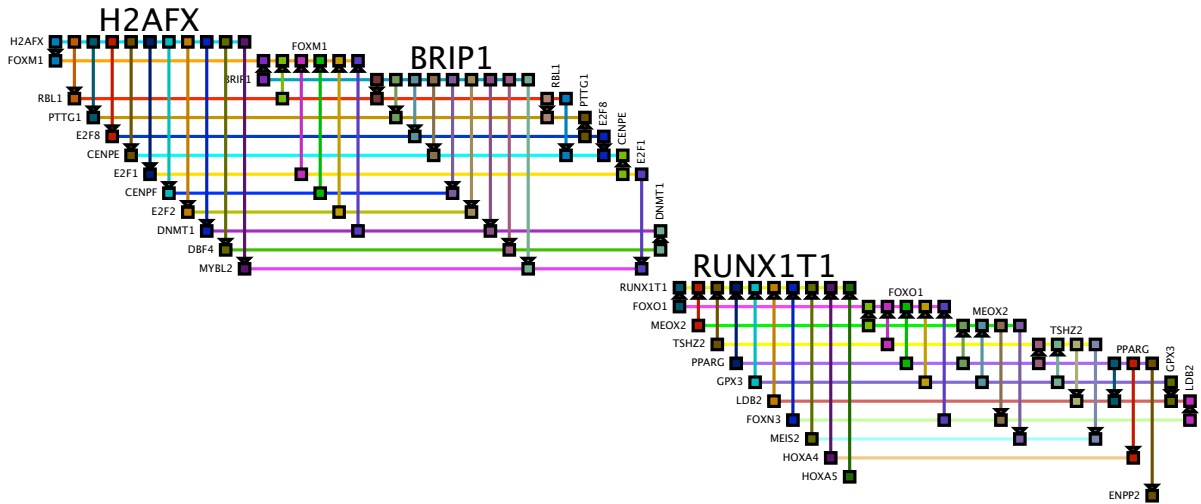 H2AFX
H2AFX
FOXM1
FOXM1
BRIP1
BRIP1
RBL1
RBL1
PTTG1
PTTG1
E2F8
E2F8
CENPE
CENPE
E2F1
E2F1
CENPF
E2F2
DNMT1
DNMT1
DBF4
MYBL2
RUNX1T1
RUNX1T1
FOXO1
FOXO1
MEOX2
MEOX2
TSHZ2
TSHZ2
PPARG
PPARG
GPX3
GPX3
LDB2
LDB2
FOXN3
MEIS2
HOXA4
HOXA5
ENPP2